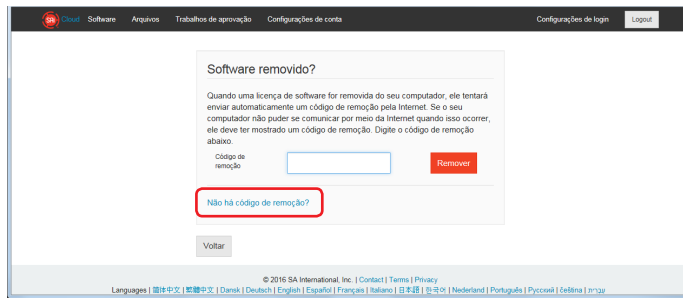 SAi Cloud Software Arquivos Trabalhos de aprovação Configurações de conta Configurações de login Logout
Software removido?
Quando uma licença de software for removida do seu computador, ele tentará
enviar automaticamente um código de remoção pela Internet. Se o seu
computador não puder se comunicar por meio da Internet quando isso ocorrer,
ele deve ter mostrado um código de remoção. Digite o código de remoção
abaixo.
Código de
remoção
Remover
Não há código de remoção?
Voltar
© 2016 SA International, Inc. | Contact | Terms | Privacy
Languages | 简体中文 | 繁體中文 | Dansk | Deutsch | English | Español | Français | Italiano | 日本語 | 한국어 | Nederland | Português | Русский | čeština | עברית